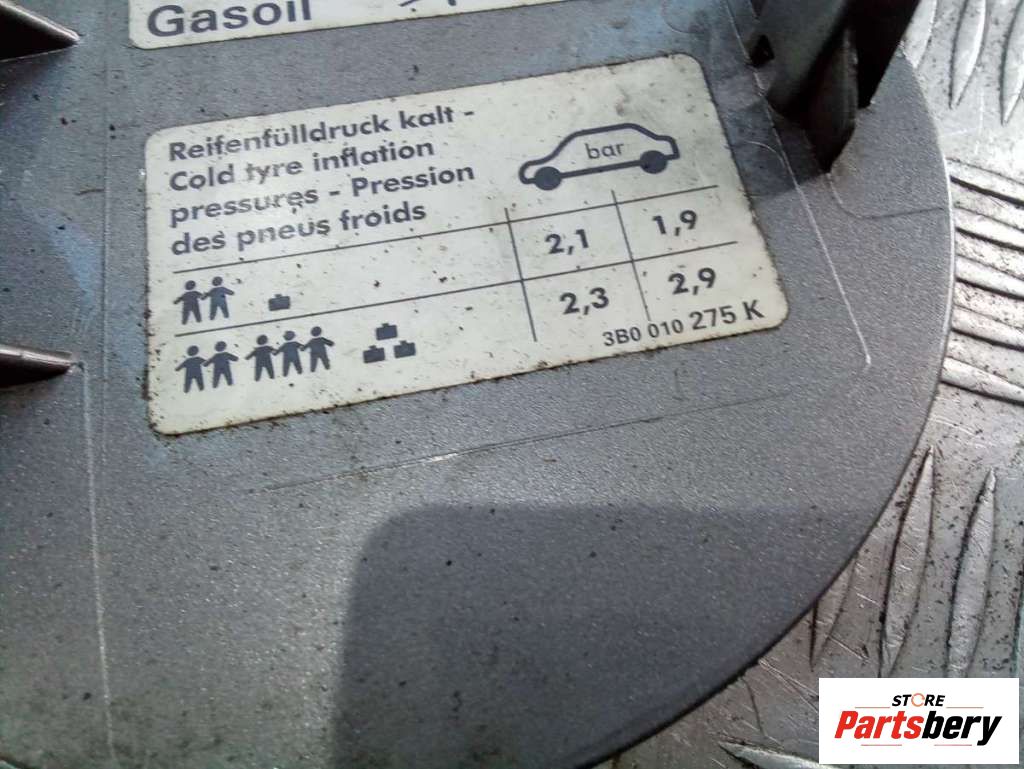 Gasoil
Reifenfülldruck kalt -
Cold tyre inflation
pressures - Pression
des pneus froids
bar
2,1 1,9
2,3 2,9
3B0 010 275 K
STORE
Partsbery